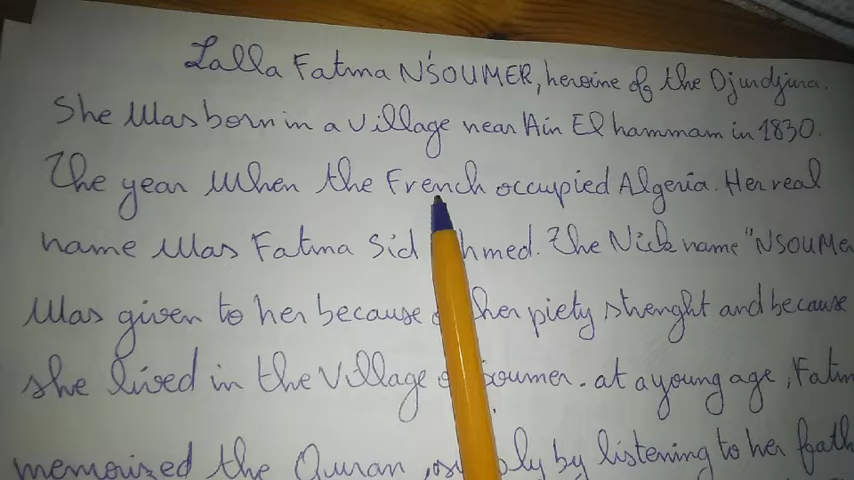 Lalla Fatma N'SOUMER, heroine of the Djurdjura.
She Was born in a Village near Ain El hammam in 1830.
The year When the French occupied Algeria. Her real
name Was Fatma Sid hmed. The Nick name "NSOUMER
Was given to her because her piety strenght and because
she lived in the Village soumer. at a young age, Fatm
memorized the Quran, by listening to her fath